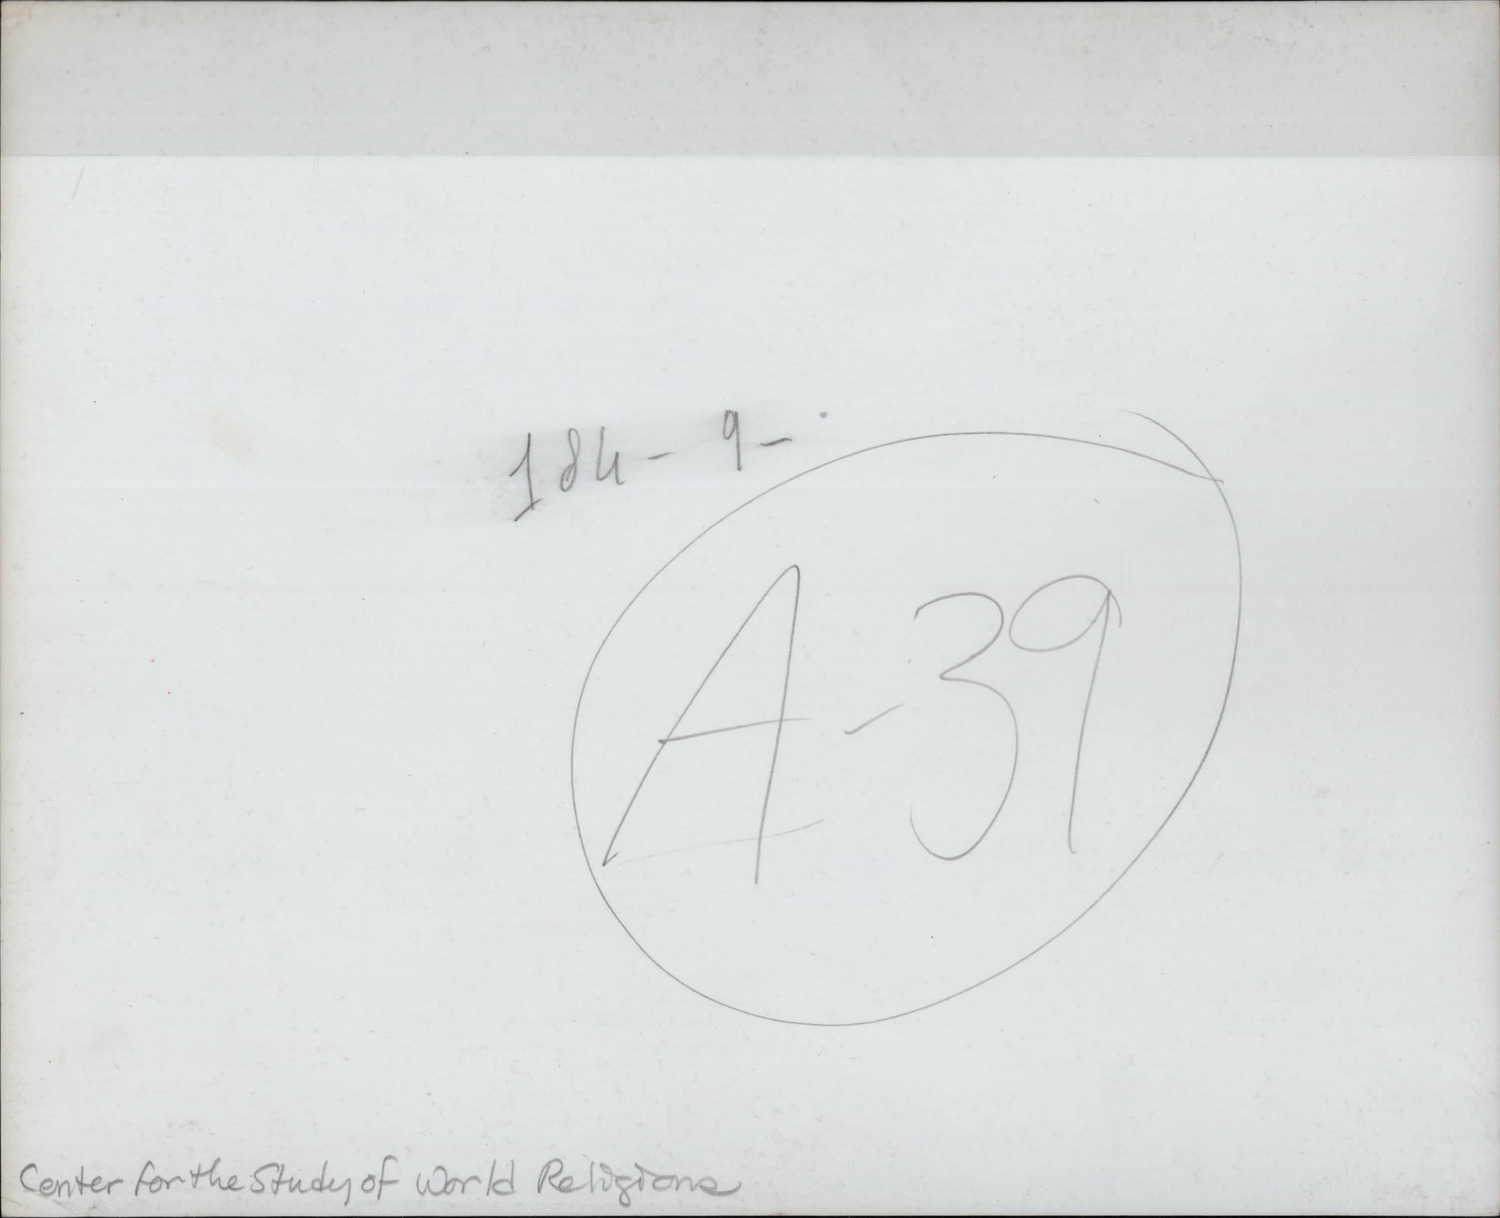 184- 9-
A-39
Center for the Study of World Religions